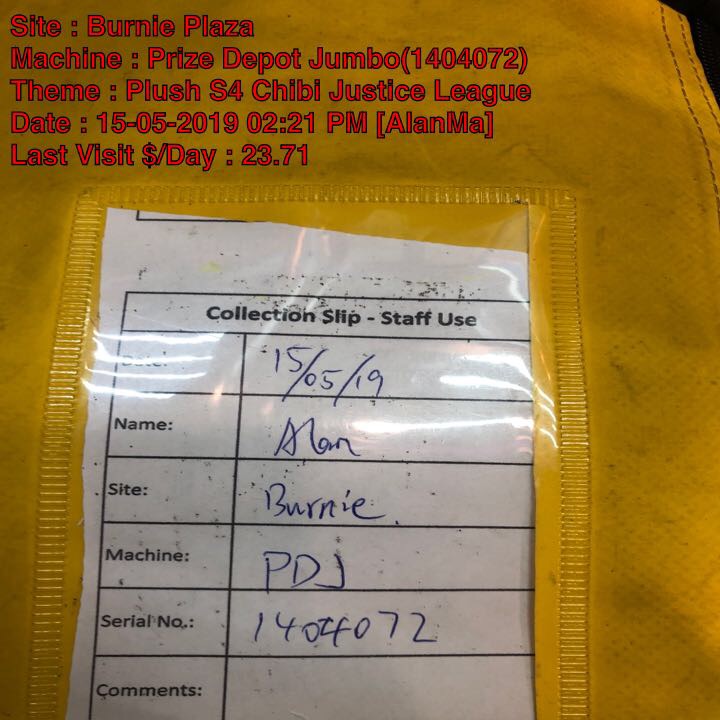 Site : Burnie Plaza
Machine : Prize Depot Jumbo(1404072)
Theme : Plush S4 Chibi Justice League
Date : 15-05-2019 02:21 PM [AlanMa]
Last Visit $/Day : 23.71
Collection Slip - Staff Use
Date: 15/05/19
Name: Alan
Site: Burnie.
Machine: PDJ
Serial No.: 1404072
Comments: